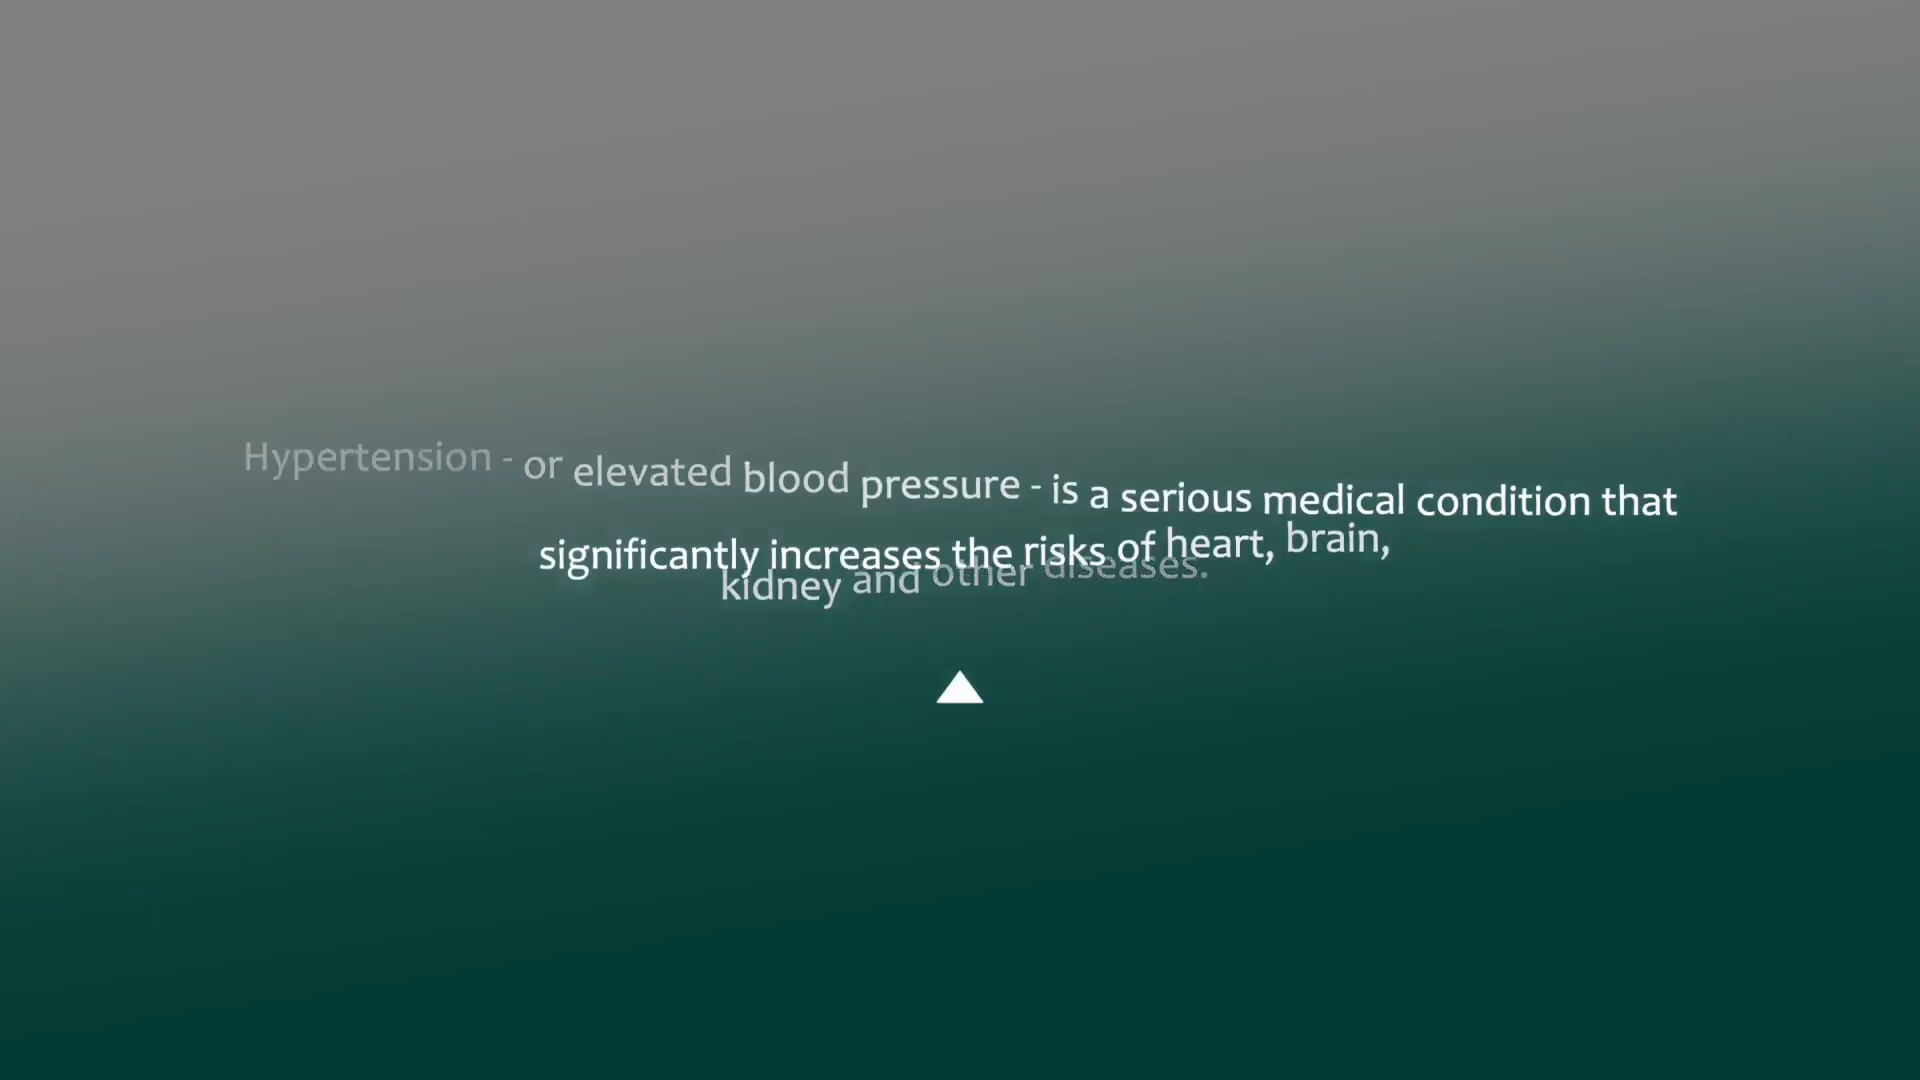 Hypertension - or elevated blood pressure - is a serious medical condition that
significantly increases the risks of heart, brain,
kidney and other diseases.